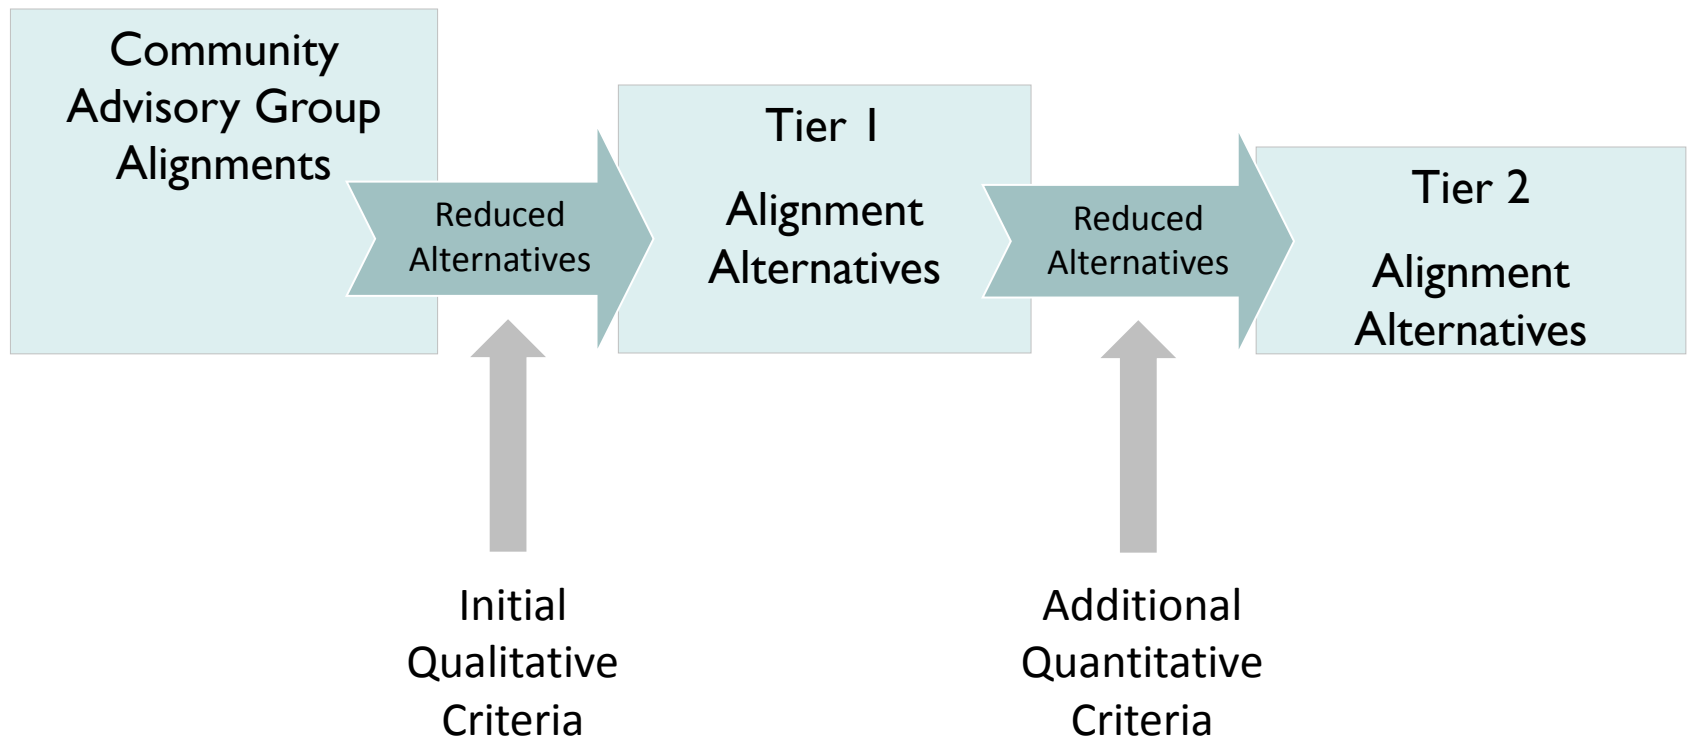 Community
Advisory Group
Alignments
Reduced
Alternatives
Tier 1
Alignment
Alternatives
Reduced
Alternatives
Tier 2
Alignment
Alternatives
Initial
Qualitative
Criteria
Additional
Quantitative
Criteria